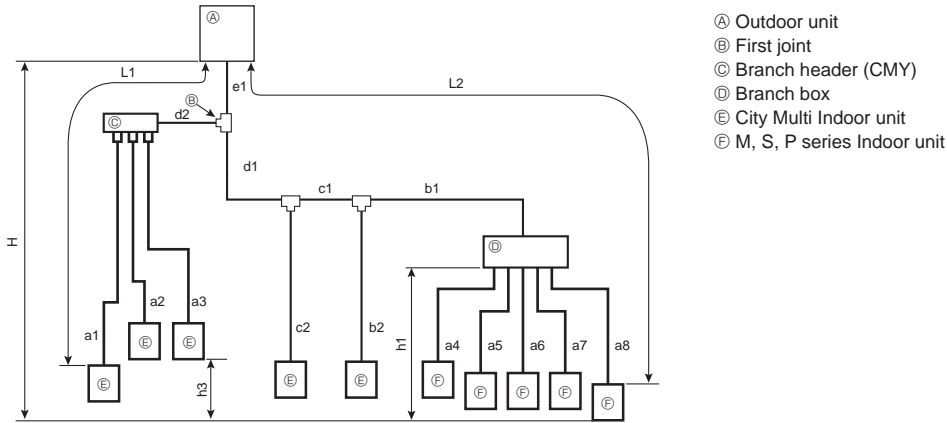 Ⓐ
L1
L2
e1
Ⓑ
Ⓒ
d2
d1
c1
b1
H
Ⓓ
a1
a2
a3
Ⓔ
Ⓔ
Ⓔ
h3
c2
b2
Ⓔ
Ⓔ
h1
a4
a5
a6
a7
a8
Ⓕ
Ⓕ
Ⓕ
Ⓕ
Ⓕ
Ⓐ Outdoor unit
Ⓑ First joint
Ⓒ Branch header (CMY)
Ⓓ Branch box
Ⓔ City Multi Indoor unit
Ⓕ M, S, P series Indoor unit